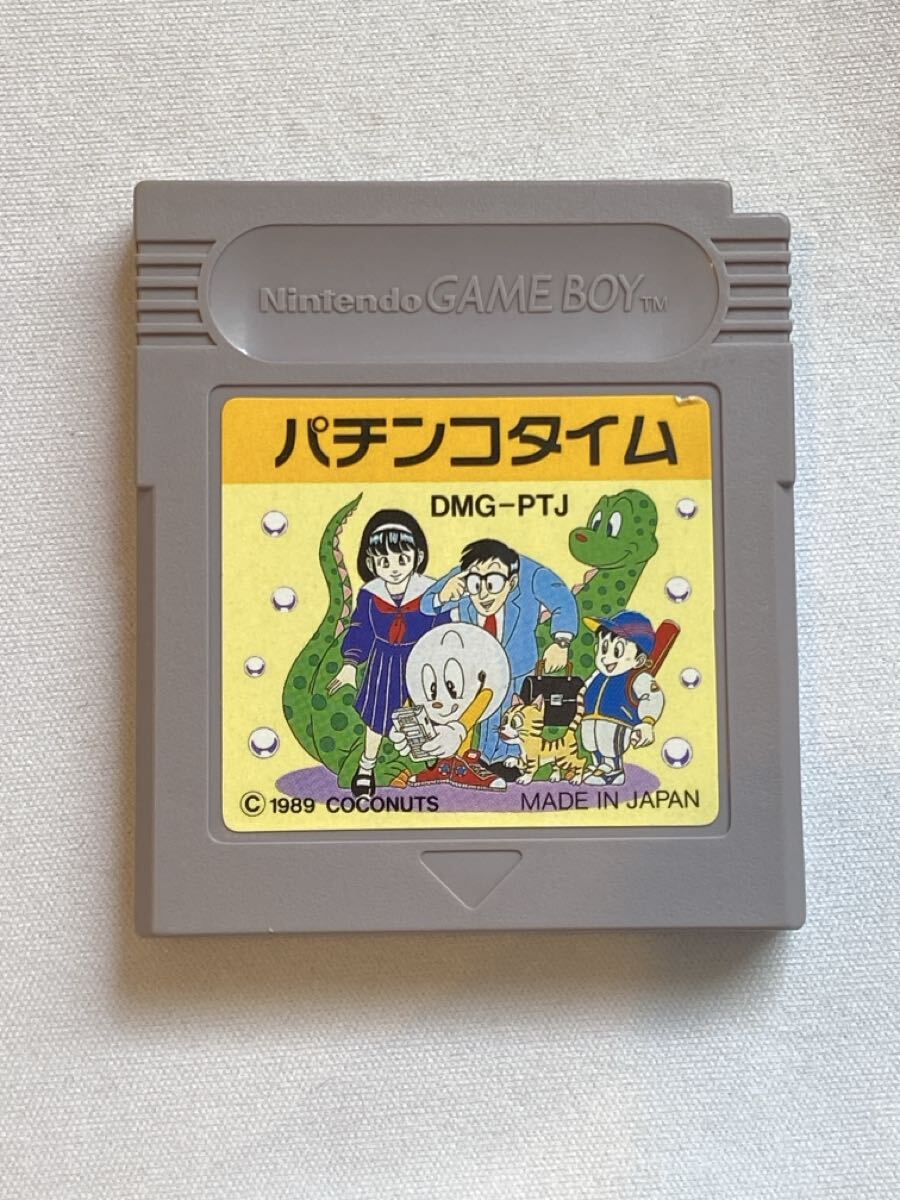 Nintendo GAME BOY™
パチンコタイム
DMG-PTJ
© 1989 COCONUTS MADE IN JAPAN